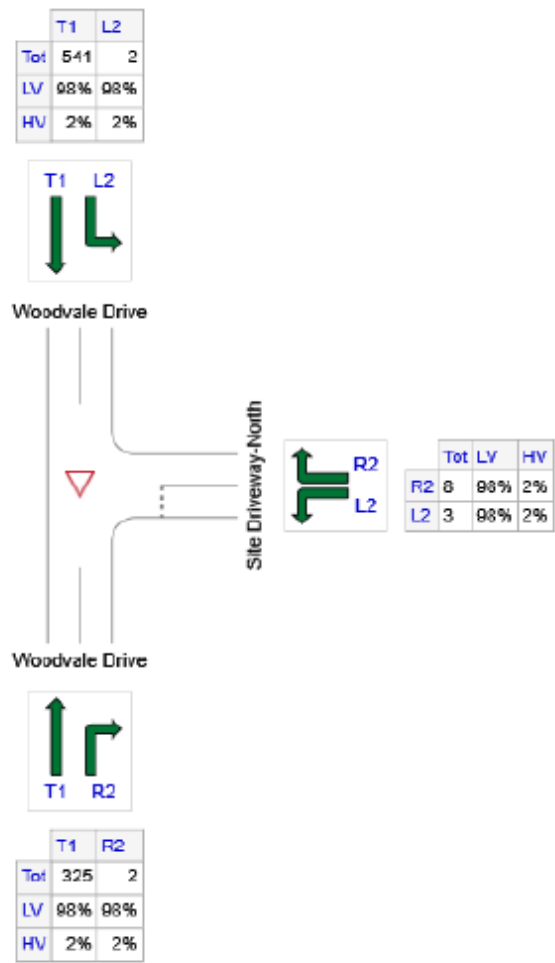 T1 L2
Tot 541 2
LV 98% 98%
HV 2% 2%
T1 L2
Woodvale Drive
Site Driveway-North
R2
L2
Tot LV HV
R2 98% 2%
L2 3 98% 2%
Woodvale Drive
T1 R2
T1 R2
Tot 325 2
LV 98% 98%
HV 2% 2%